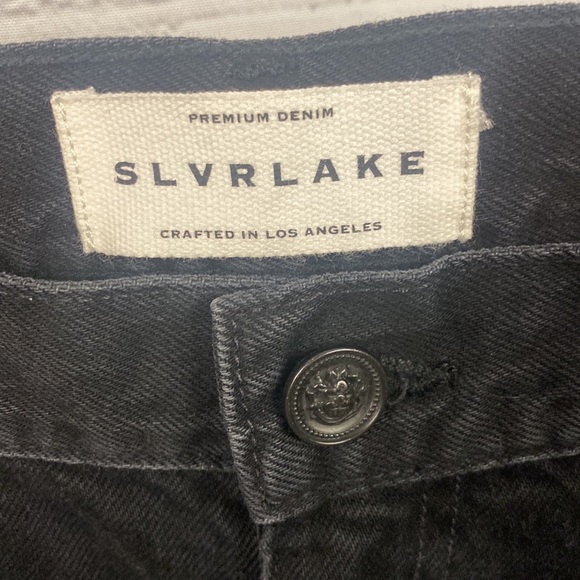 PREMIUM DENIM
SLVRLAKE
CRAFTED IN LOS ANGELES